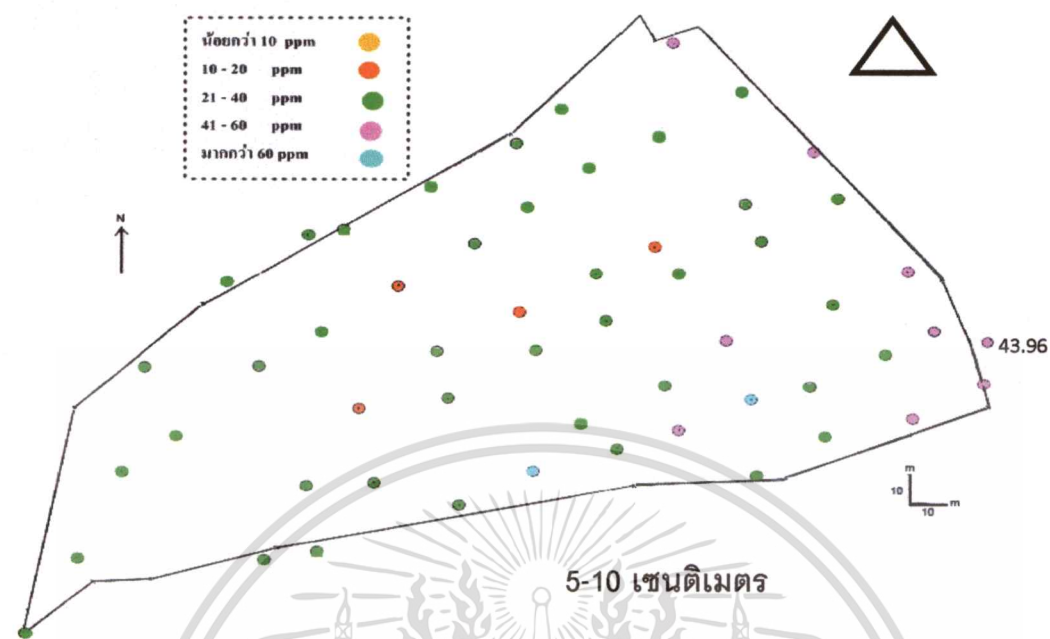 น้อยกว่า 10 ppm
10 - 20 ppm
21 - 40 ppm
41 - 60 ppm
มากกว่า 60 ppm
N
43.96
m
10 m
10
5-10 เซนติเมตร